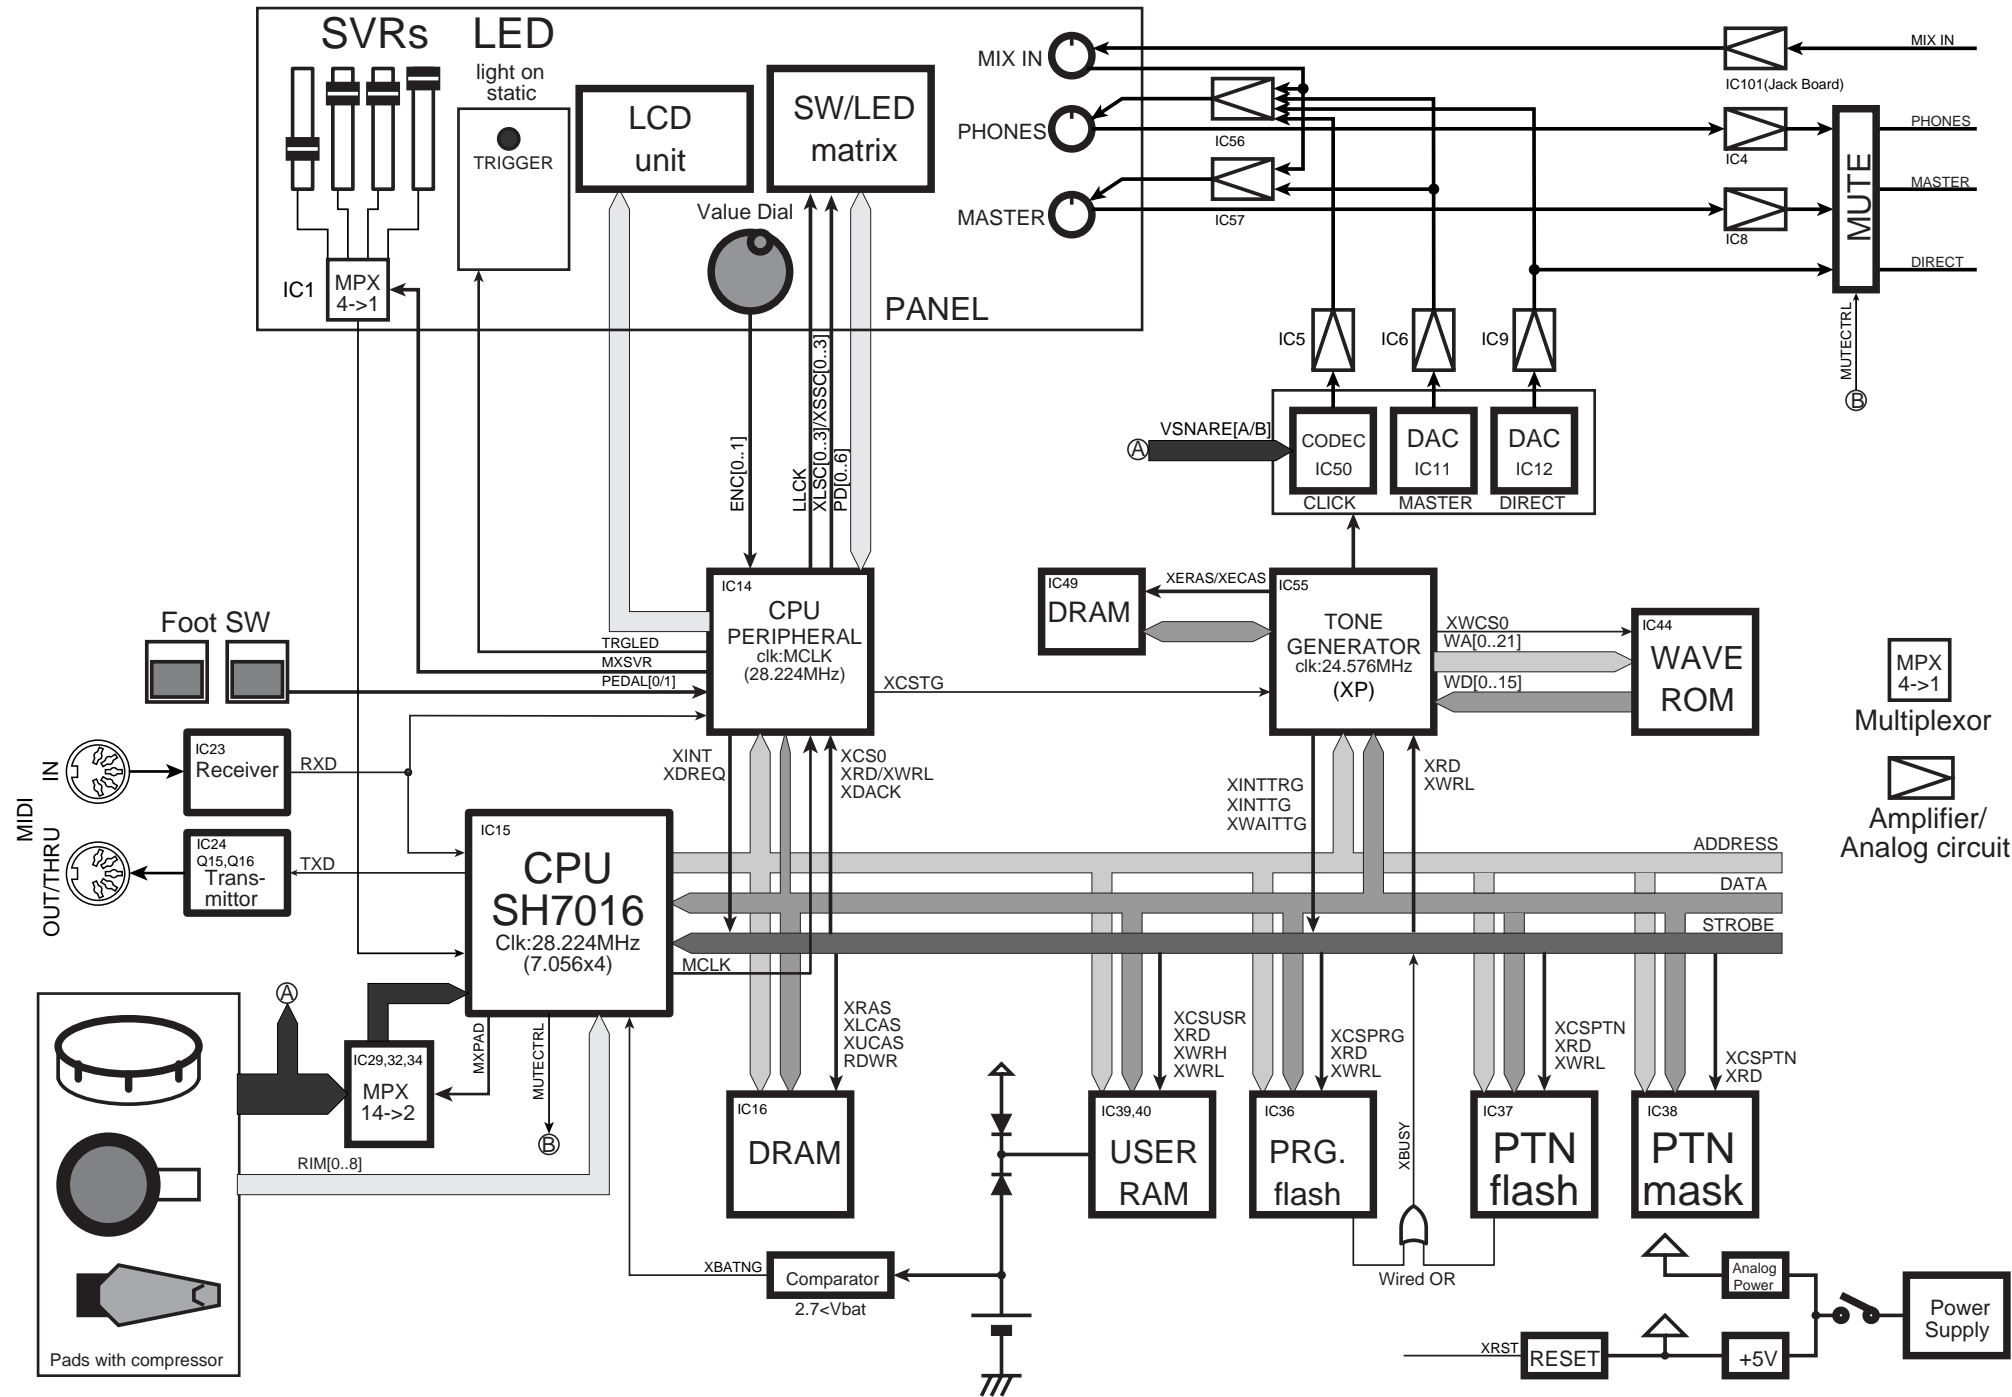 SVRs
LED
light on
static
TRIGGER
LCD
unit
SW/LED
matrix
Value Dial
IC1
MPX
4->1
PANEL
MIX IN
PHONES
MASTER
IC56
IC57
MIX IN
IC101(Jack Board)
PHONES
IC4
MASTER
IC8
MUTE
DIRECT
MUTECTRL
B
IC5
IC6
IC9
VSNARE[A/B]
A
CODEC
IC50
CLICK
DAC
IC11
MASTER
DAC
IC12
DIRECT
ENC[0..1]
LLCK
XLSC[0..3]/XSSC[0..3]
PD[0..6]
IC14
CPU
PERIPHERAL
clk:MCLK
(28.224MHz)
TRGLED
MXSVR
PEDAL[0/1]
Foot SW
XCSTG
IC49
DRAM
XERAS/XECAS
IC55
TONE
GENERATOR
clk:24.576MHz
(XP)
XWCS0
WA[0..21]
WD[0..15]
IC44
WAVE
ROM
MPX
4->1
Multiplexor
Amplifier/
Analog circuit
MIDI
IN
OUT/THRU
IC23
Receiver
RXD
IC24
Q15,Q16
Trans-
mittor
TXD
XINT
XDREQ
XCS0
XRD/XWRL
XDACK
XINTTRG
XINTTG
XWAITTG
XRD
XWRL
IC15
CPU
SH7016
Clk:28.224MHz
(7.056x4)
MCLK
ADDRESS
DATA
STROBE
A
IC29,32,34
MPX
14->2
MXPAD
MUTECTRL
B
RIM[0..8]
Pads with compressor
XRAS
XLCAS
XUCAS
RDWR
IC16
DRAM
XCSUSR
XRD
XWRH
XWRL
IC39,40
USER
RAM
XCSPRG
XRD
XWRL
IC36
PRG.
flash
XBUSY
Wired OR
XCSPTN
XRD
XWRL
IC37
PTN
flash
XCSPTN
XRD
IC38
PTN
mask
XBATNG
Comparator
2.7<Vbat
XRST
RESET
Analog
Power
+5V
Power
Supply